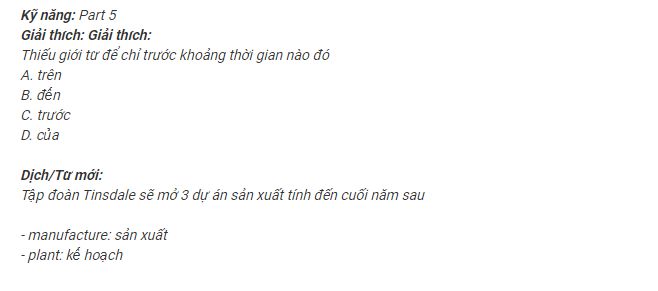 Kỹ năng: Part 5
Giải thích: Giải thích:
Thiếu giới từ để chỉ trước khoảng thời gian nào đó
A. trên
B. đến
C. trước
D. của
Dịch/Từ mới:
Tập đoàn Tinsdale sẽ mở 3 dự án sản xuất tính đến cuối năm sau
- manufacture: sản xuất
- plant: kế hoạch